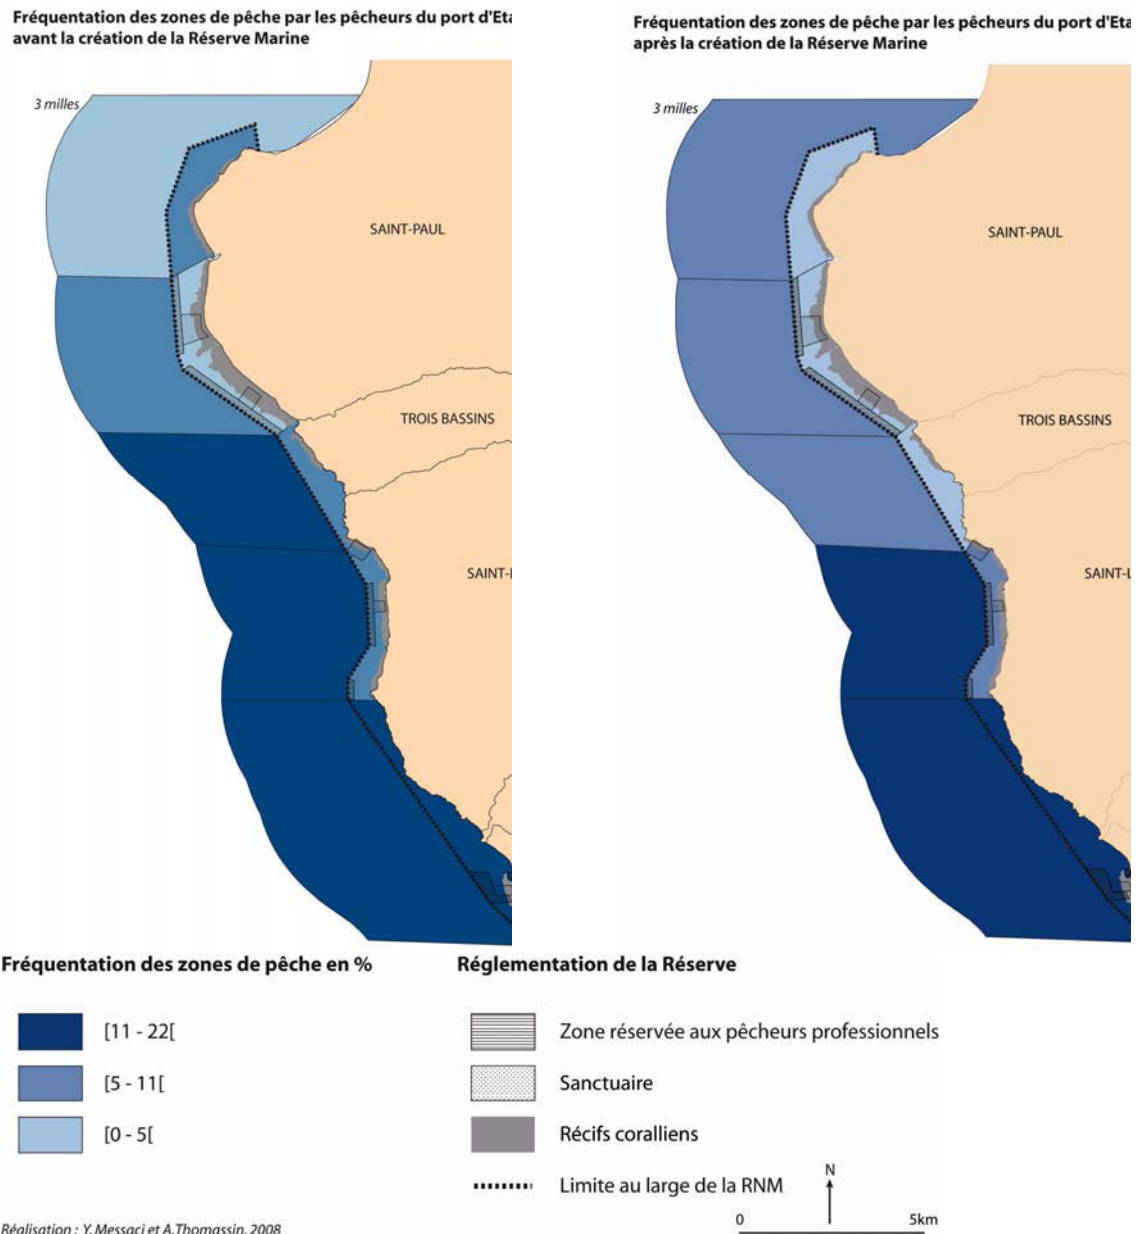 Fréquentation des zones de pêche par les pêcheurs du port d'Eta
avant la création de la Réserve Marine
3 milles
SAINT-PAUL
TROIS BASSINS
SAINT-
Fréquentation des zones de pêche par les pêcheurs du port d'Eta
après la création de la Réserve Marine
3 milles
SAINT-PAUL
TROIS BASSINS
SAINT-L
Fréquentation des zones de pêche en %
[11 - 22[
[5 - 11[
[0 - 5[
Réglementation de la Réserve
Zone réservée aux pêcheurs professionnels
Sanctuaire
Récifs coralliens
Limite au large de la RNM
N
0 5km
Réalisation : Y. Messaci et A.Thomassin, 2008